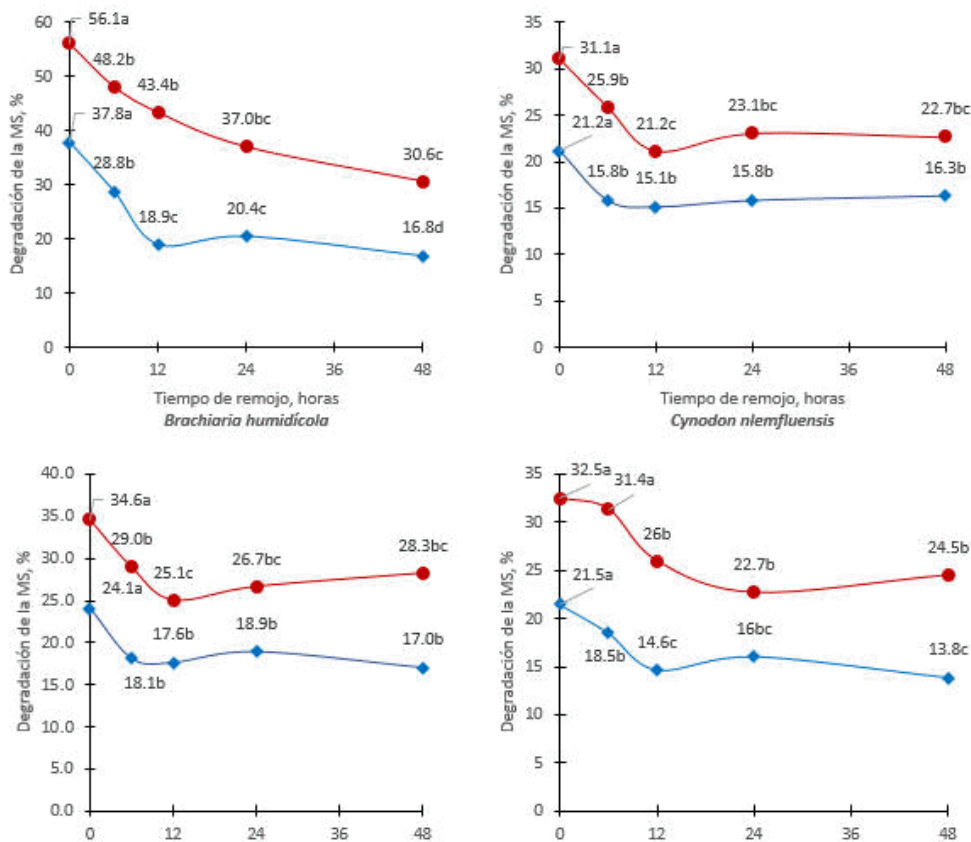 60
50
40
30
20
10
0
Degradación de la MS, %
56.1a
48.2b
43.4b
37.0bc
30.6c
37.8a
28.8b
18.9c
20.4c
16.8d
0 12 24 36 48
Tiempo de remojo, horas
Brachiaria humidícola
35
30
25
20
15
10
5
0
Degradación de la MS, %
31.1a
25.9b
21.2c
23.1bc
22.7bc
21.2a
15.8b
15.1b
15.8b
16.3b
0 12 24 36 48
Tiempo de remojo, horas
Cynodon nlemfluensis
40.0
35.0
30.0
25.0
20.0
15.0
10.0
5.0
0.0
Degradación de la MS, %
34.6a
29.0b
25.1c
26.7bc
28.3bc
24.1a
18.1b
17.6b
18.9b
17.0b
0 12 24 36 48
35
30
25
20
15
10
5
0
Degradación de la MS, %
32.5a
31.4a
26b
22.7b
24.5b
21.5a
18.5b
14.6c
16bc
13.8c
0 12 24 36 48